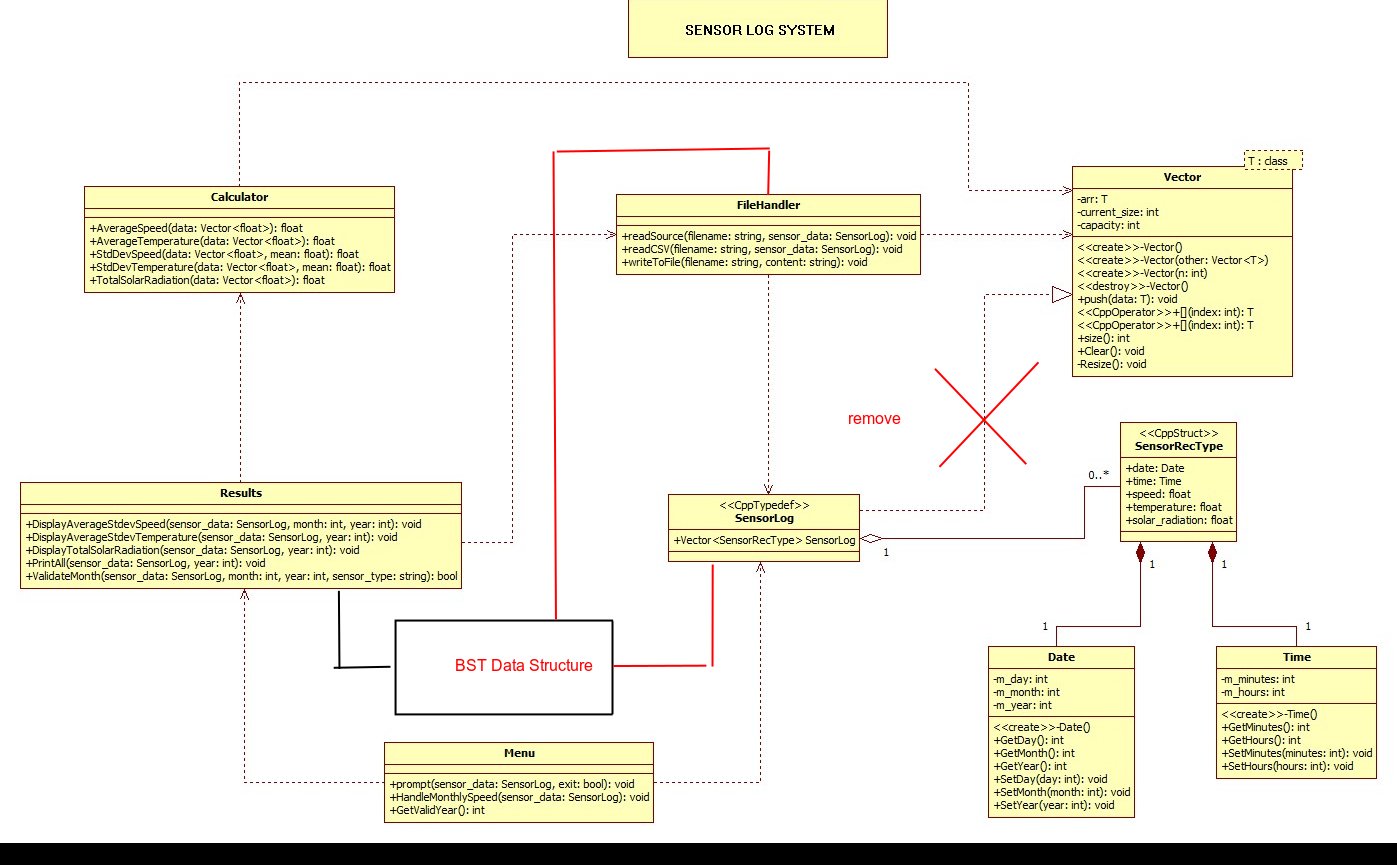 SENSOR LOG SYSTEM
T : class
Vector
-arr: T
-current_size: int
-capacity: int
<<create>>-Vector()
<<create>>-Vector(other: Vector<T>)
<<create>>-Vector(n: int)
<<destroy>>-Vector()
+push(data: T): void
<<CppOperator>>+[](index: int): T
<<CppOperator>>+[](index: int): T
+size(): int
+Clear(): void
-Resize(): void
Calculator
+AverageSpeed(data: Vector<float>): float
+AverageTemperature(data: Vector<float>): float
+StdDevSpeed(data: Vector<float>, mean: float): float
+StdDevTemperature(data: Vector<float>, mean: float): float
+TotalSolarRadiation(data: Vector<float>): float
FileHandler
+readSource(filename: string, sensor_data: SensorLog): void
+readCSV(filename: string, sensor_data: SensorLog): void
+writeToFile(filename: string, content: string): void
remove
<<CppStruct>>
SensorRecType
+date: Date
+time: Time
+speed: float
+temperature: float
+solar_radiation: float
0..*
Results
+DisplayAverageStdevSpeed(sensor_data: SensorLog, month: int, year: int): void
+DisplayAverageStdevTemperature(sensor_data: SensorLog, year: int): void
+DisplayTotalSolarRadiation(sensor_data: SensorLog, year: int): void
+PrintAll(sensor_data: SensorLog, year: int): void
+ValidateMonth(sensor_data: SensorLog, month: int, year: int, sensor_type: string): bool
<<CppTypedef>>
SensorLog
+Vector<SensorRecType> SensorLog
1
1
1
1
1
BST Data Structure
Date
-m_day: int
-m_month: int
-m_year: int
<<create>>-Date()
+GetDay(): int
+GetMonth(): int
+GetYear(): int
+SetDay(day: int): void
+SetMonth(month: int): void
+SetYear(year: int): void
Time
-m_minutes: int
-m_hours: int
<<create>>-Time()
+GetMinutes(): int
+GetHours(): int
+SetMinutes(minutes: int): void
+SetHours(hours: int): void
Menu
+prompt(sensor_data: SensorLog, exit: bool): void
+HandleMonthlySpeed(sensor_data: SensorLog): void
+GetValidYear(): int